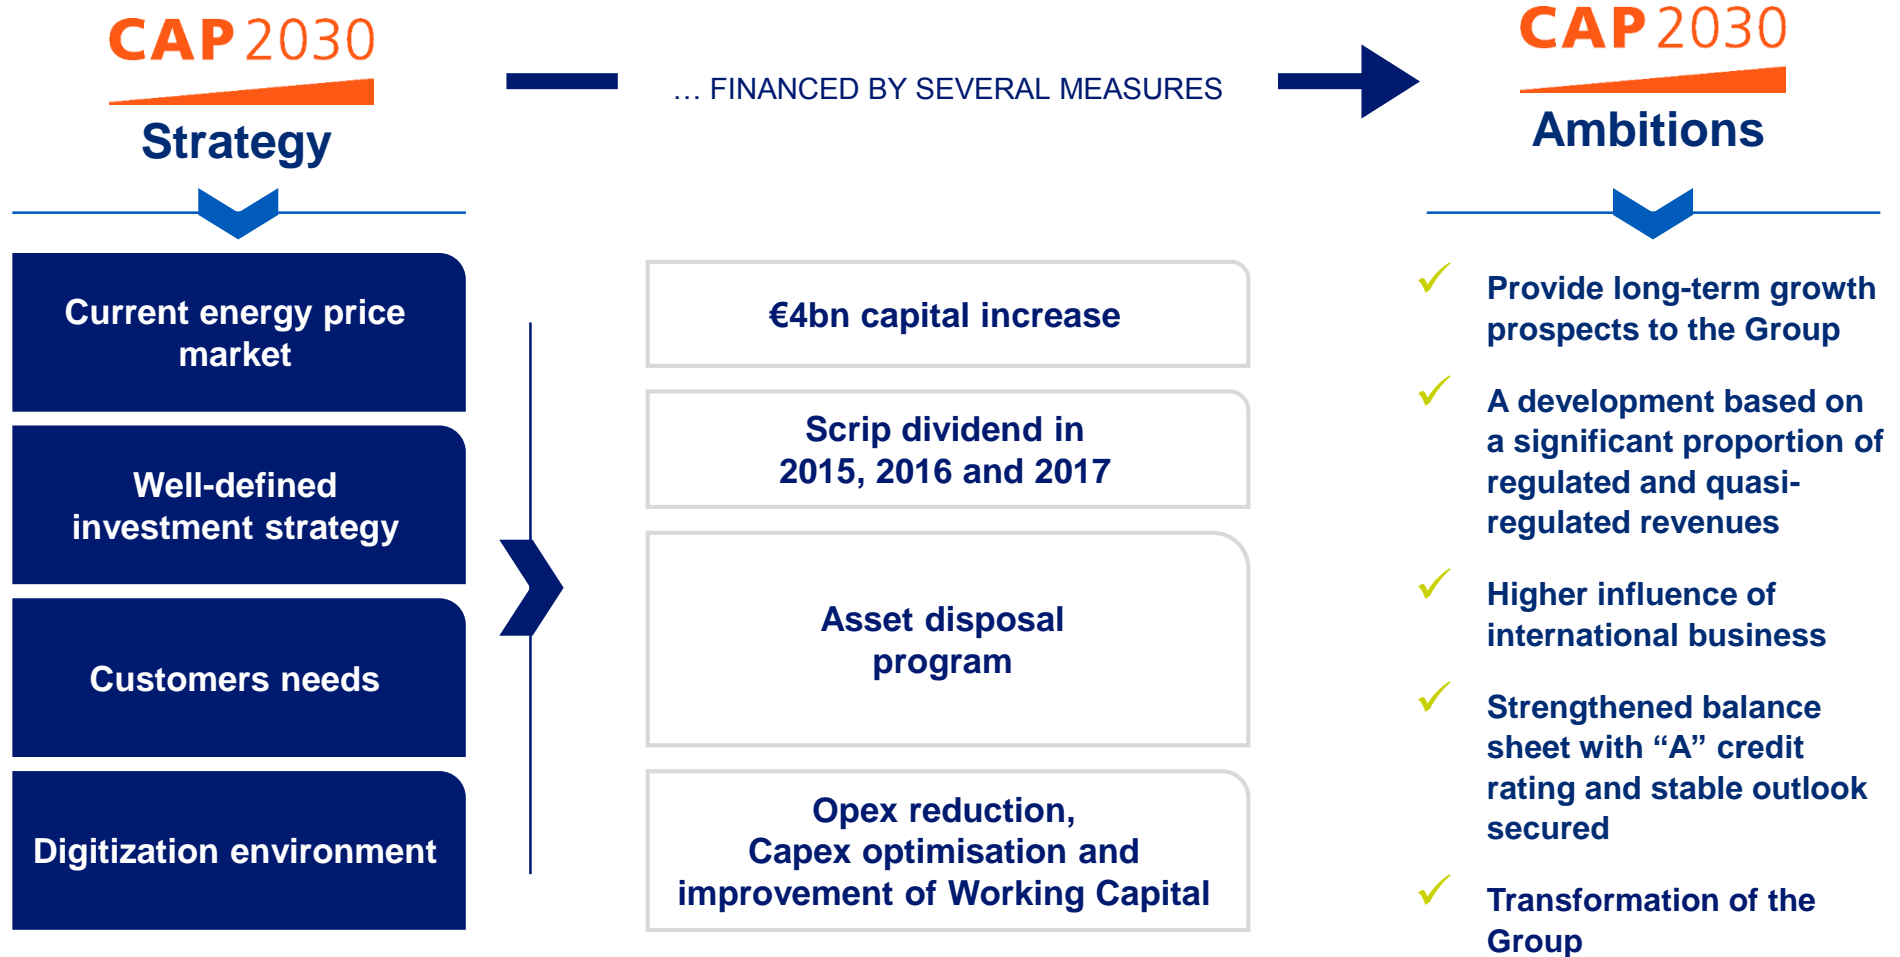 CAP 2030
Strategy
… FINANCED BY SEVERAL MEASURES
CAP 2030
Ambitions
Current energy price
market
Well-defined
investment strategy
Customers needs
Digitization environment
€4bn capital increase
Scrip dividend in
2015, 2016 and 2017
Asset disposal
program
Opex reduction,
Capex optimisation and
improvement of Working Capital
Provide long-term growth
prospects to the Group
A development based on
a significant proportion of
regulated and quasi-
regulated revenues
Higher influence of
international business
Strengthened balance
sheet with “A” credit
rating and stable outlook
secured
Transformation of the
Group